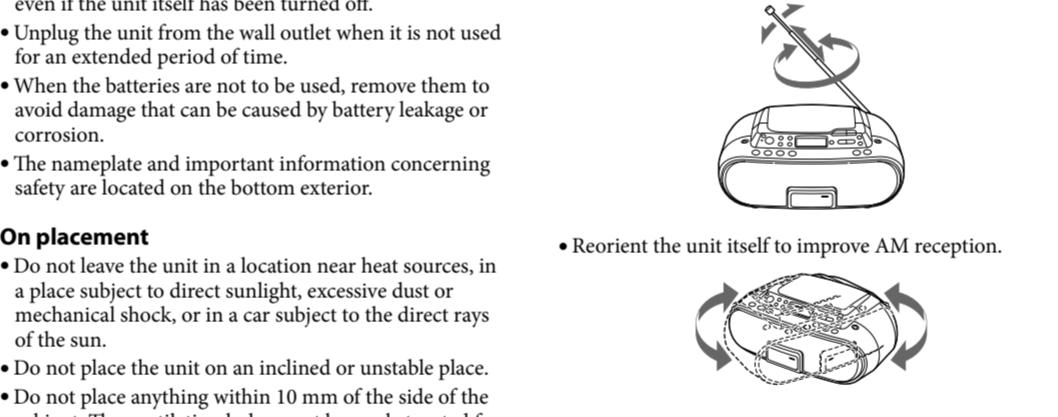 even if the unit itself has been turned off.
• Unplug the unit from the wall outlet when it is not used
for an extended period of time.
• When the batteries are not to be used, remove them to
avoid damage that can be caused by battery leakage or
corrosion.
• The nameplate and important information concerning
safety are located on the bottom exterior.
On placement
• Do not leave the unit in a location near heat sources, in
a place subject to direct sunlight, excessive dust or
mechanical shock, or in a car subject to the direct rays
of the sun.
• Do not place the unit on an inclined or unstable place.
• Do not place anything within 10 mm of the side of the
• Reorient the unit itself to improve AM reception.